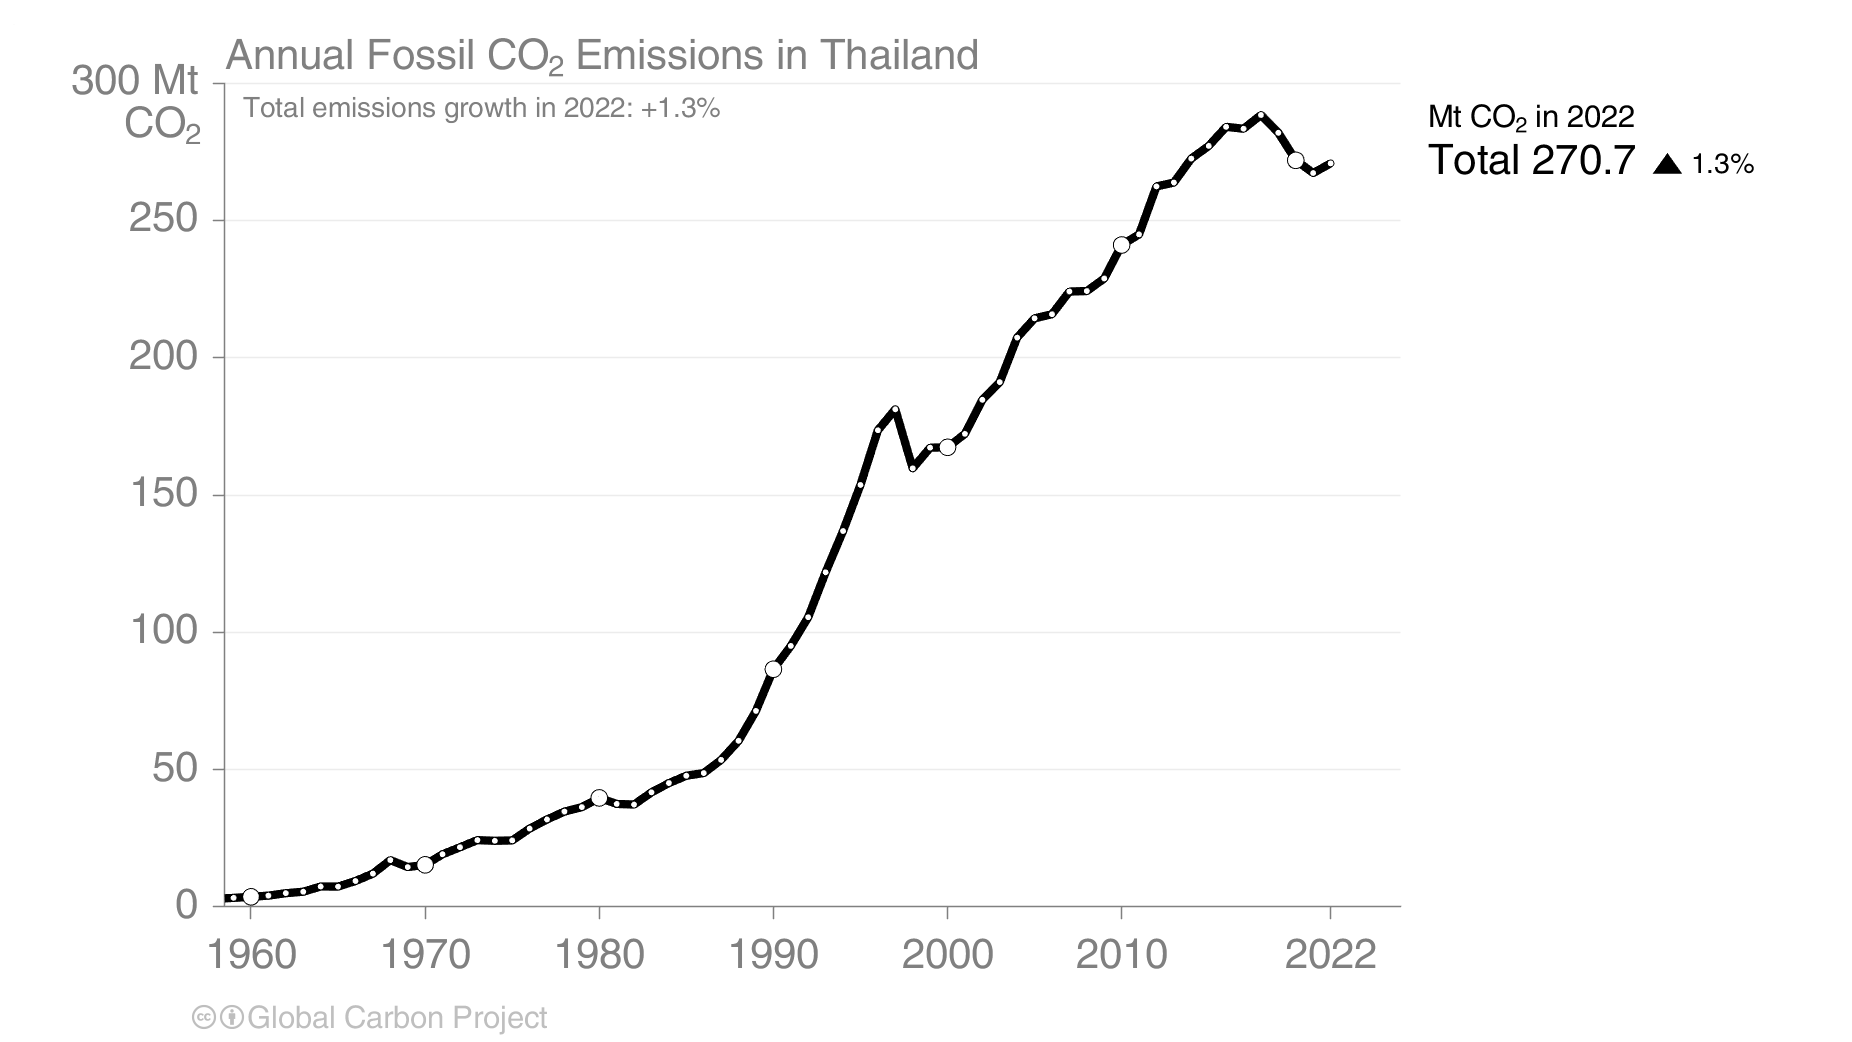 Annual Fossil CO₂ Emissions in Thailand
300 Mt
CO₂
Total emissions growth in 2022: +1.3%
Mt CO₂ in 2022
Total 270.7 ▲ 1.3%
250
200
150
100
50
0
1960 1970 1980 1990 2000 2010 2022
cc Global Carbon Project